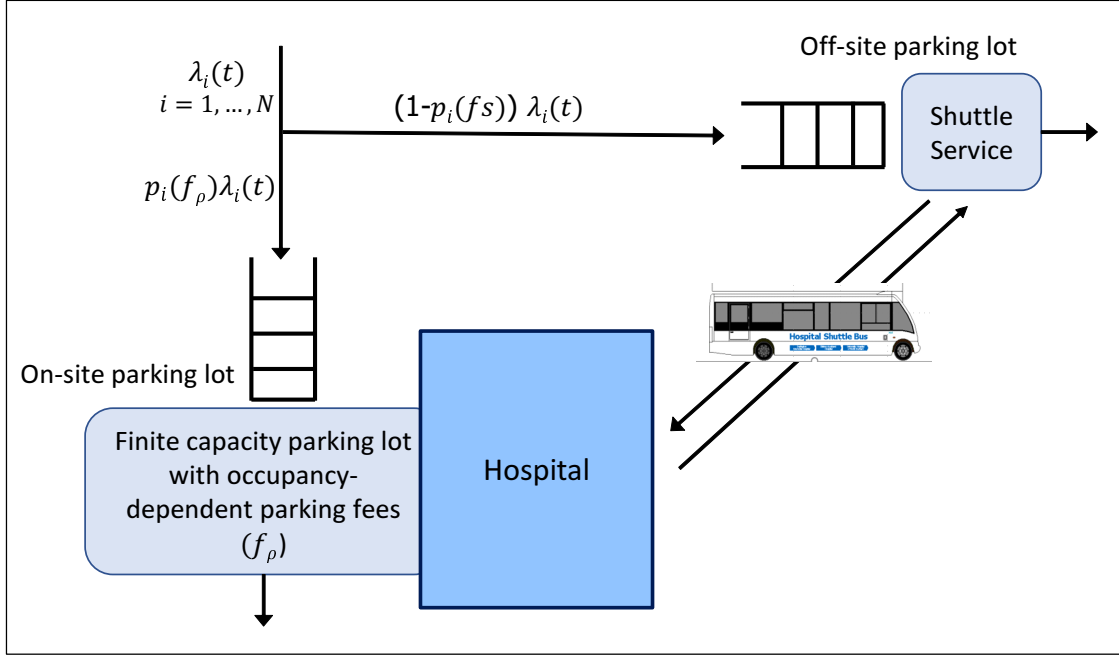 Off-site parking lot
λ_i(t)
i = 1, … , N
(1-p_i(fs)) λ_i(t)
Shuttle
Service
p_i(f_ρ)λ_i(t)
Hospital Shuttle Bus
On-site parking lot
Finite capacity parking lot
with occupancy-
dependent parking fees
(f_ρ)
Hospital